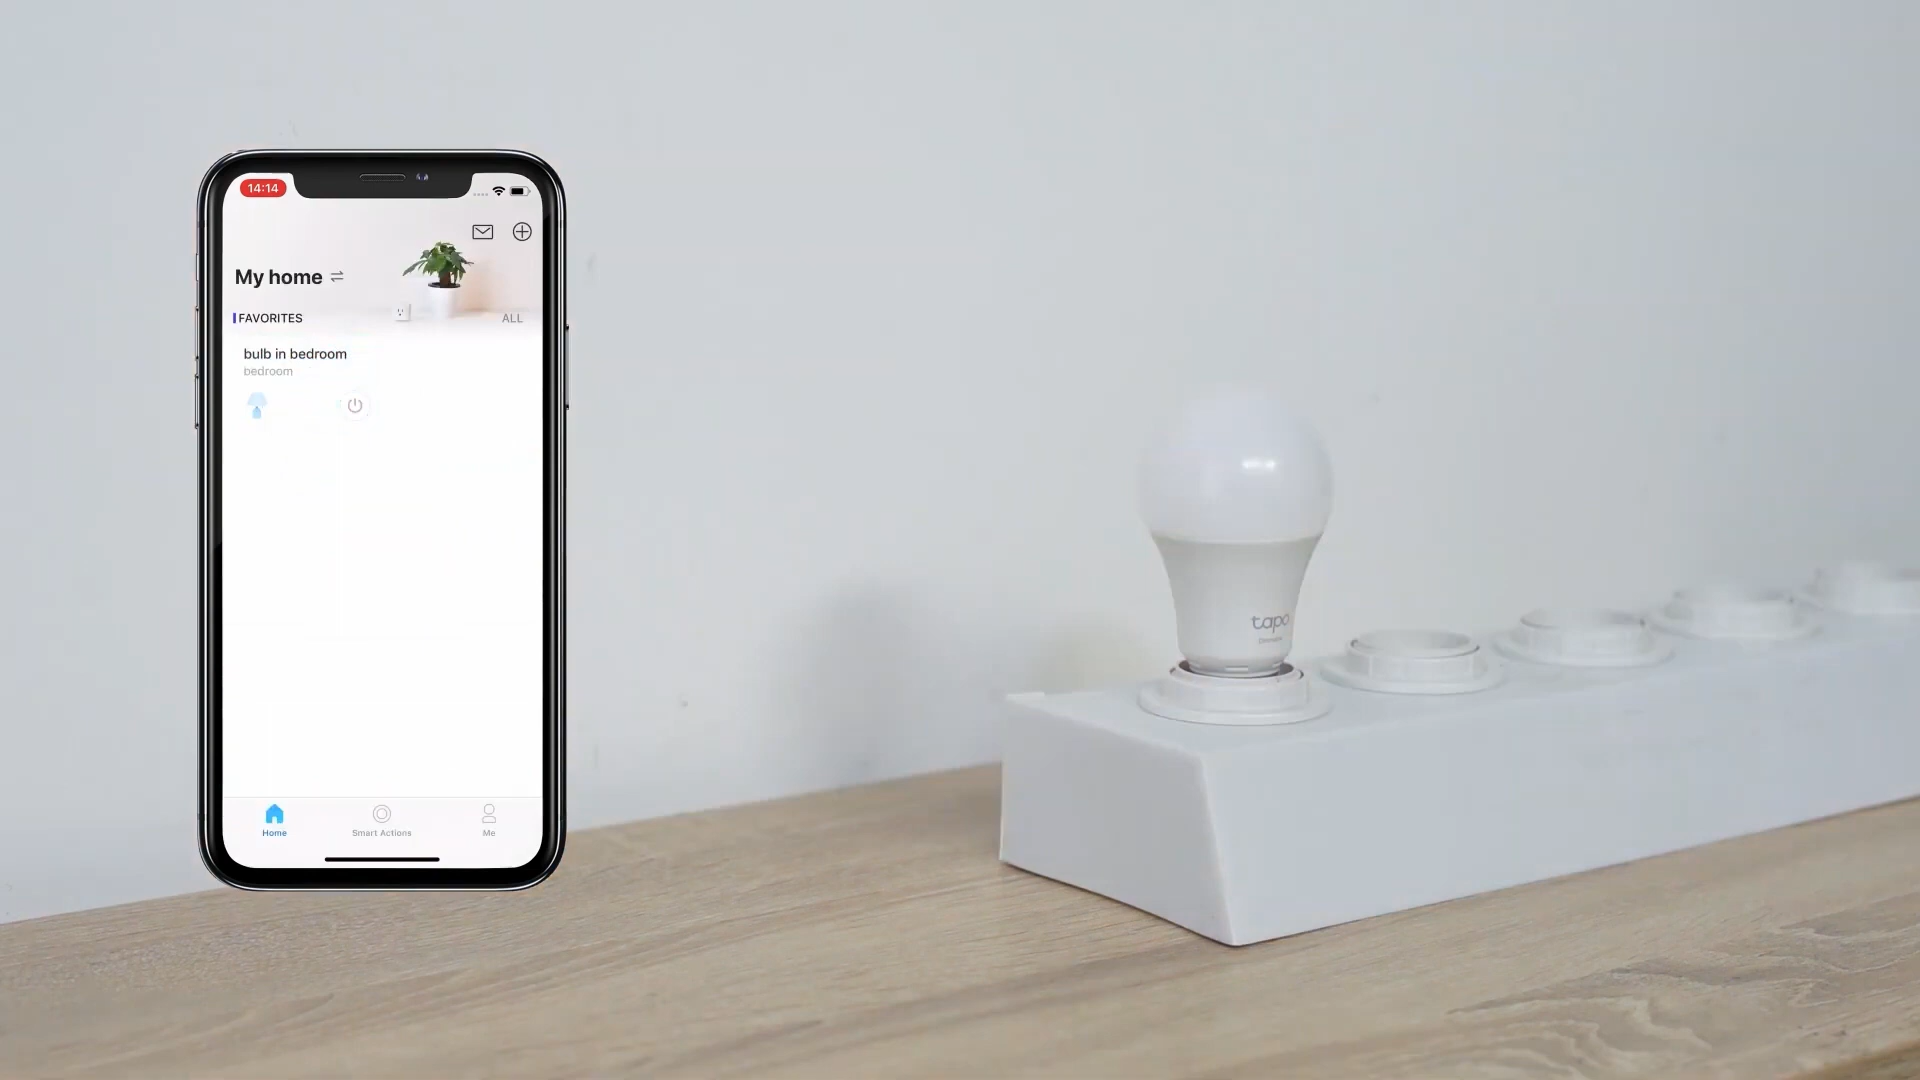 14:14
My home
FAVORITES
ALL
bulb in bedroom
bedroom
Home
Smart Actions
Me
tapo